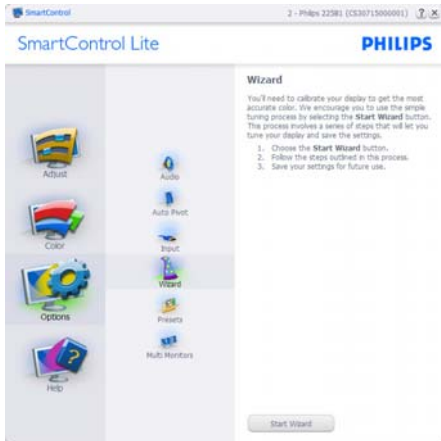 SmartControl
2 - Philips 225B1 (CS30715000001)
SmartControl Lite
PHILIPS
Adjust
Color
Options
Help
Audio
Auto Pivot
Input
Wizard
Presets
Multi Monitors
Wizard
You'll need to calibrate your display to get the most
accurate color. We encourage you to use the simple
tuning process by selecting the Start Wizard button.
The process involves a series of steps that will let you
tune your display and save the settings.
1. Choose the Start Wizard button.
2. Follow the steps outlined in this process.
3. Save your settings for future use.
Start Wizard